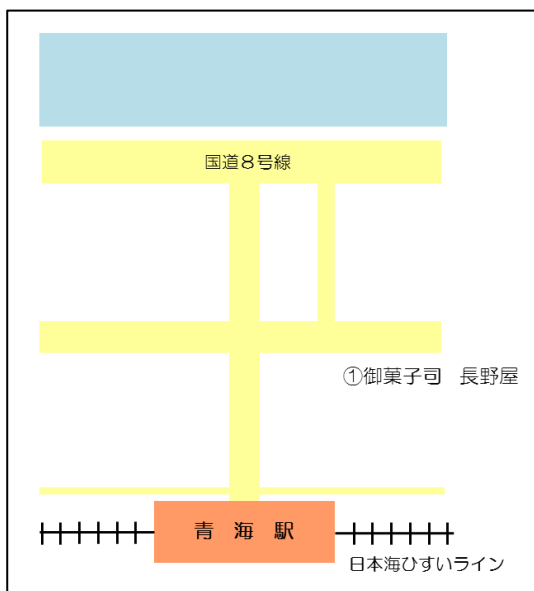 国道８号線
①御菓子司　長野屋
青　海　駅
日本海ひすいライン